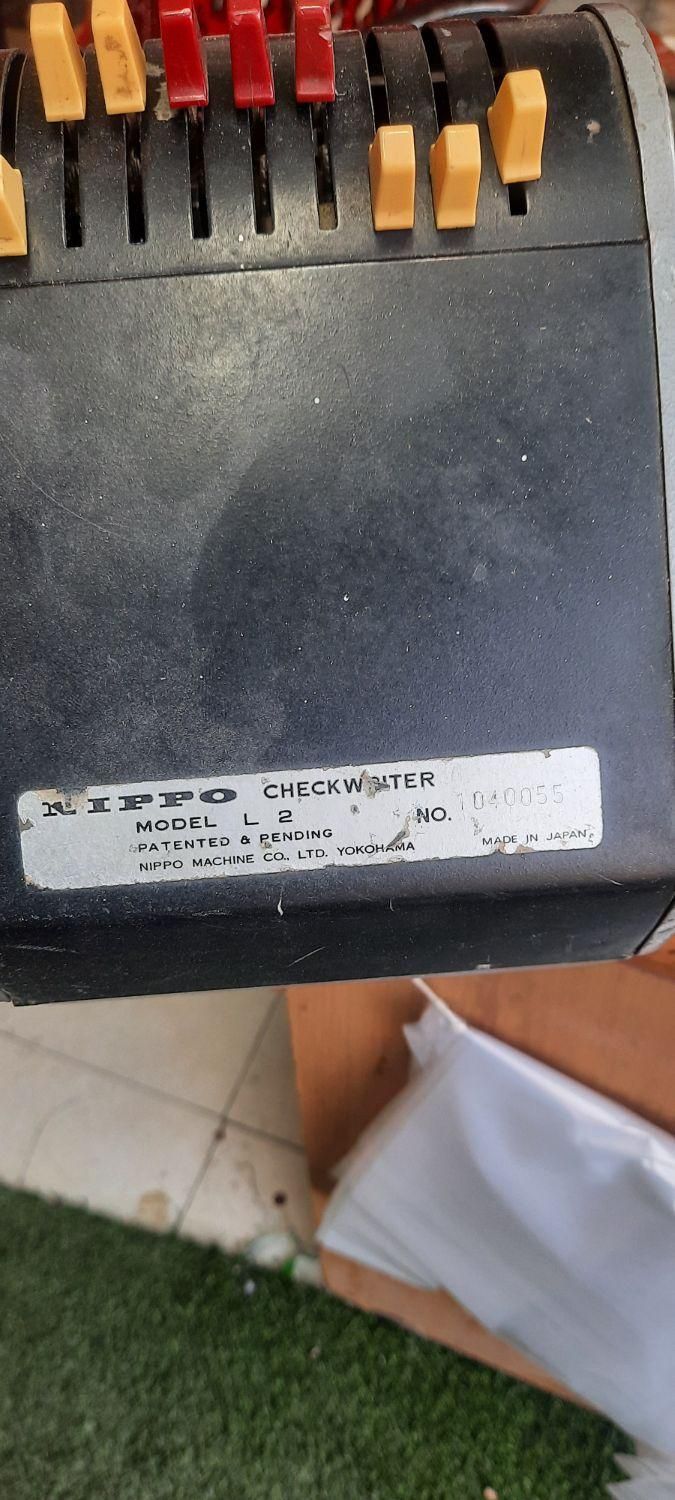 NIPPO CHECKWRITER
MODEL L 2 NO. 1040055
PATENTED & PENDING
NIPPO MACHINE CO., LTD. YOKOHAMA MADE IN JAPAN